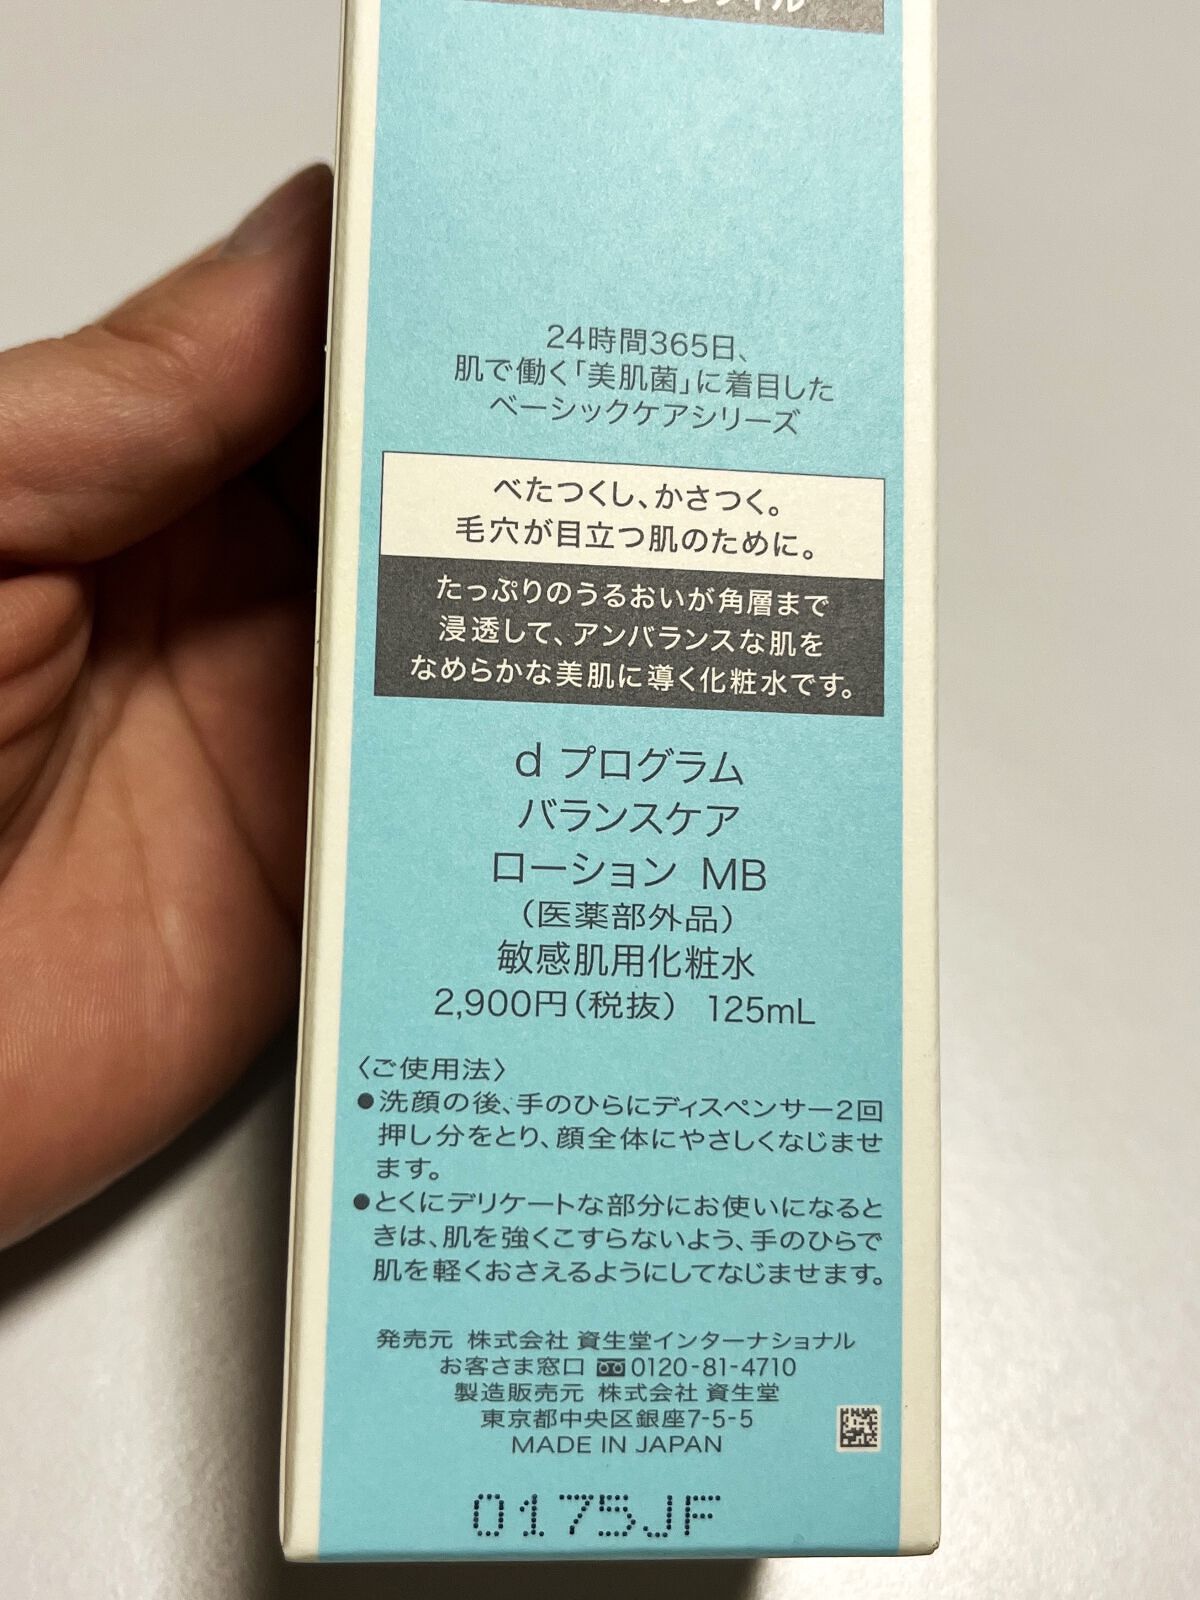 24時間365日、
肌で働く「美肌菌」に着目した
ベーシックケアシリーズ
べたつくし、かさつく。
毛穴が目立つ肌のために。
たっぷりのうるおいが角層まで
浸透して、アンバランスな肌を
なめらかな美肌に導く化粧水です。
d プログラム
バランスケア
ローション MB
（医薬部外品）
敏感肌用化粧水
2,900円（税抜） 125mL
〈ご使用法〉
●洗顔の後、手のひらにディスペンサー2回
押し分をとり、顔全体にやさしくなじませ
ます。
●とくにデリケートな部分にお使いになると
きは、肌を強くこすらないよう、手のひらで
肌を軽くおさえるようにしてなじませます。
発売元 株式会社 資生堂インターナショナル
お客さま窓口 0120-81-4710
製造販売元 株式会社 資生堂
東京都中央区銀座7-5-5
MADE IN JAPAN
0175JF